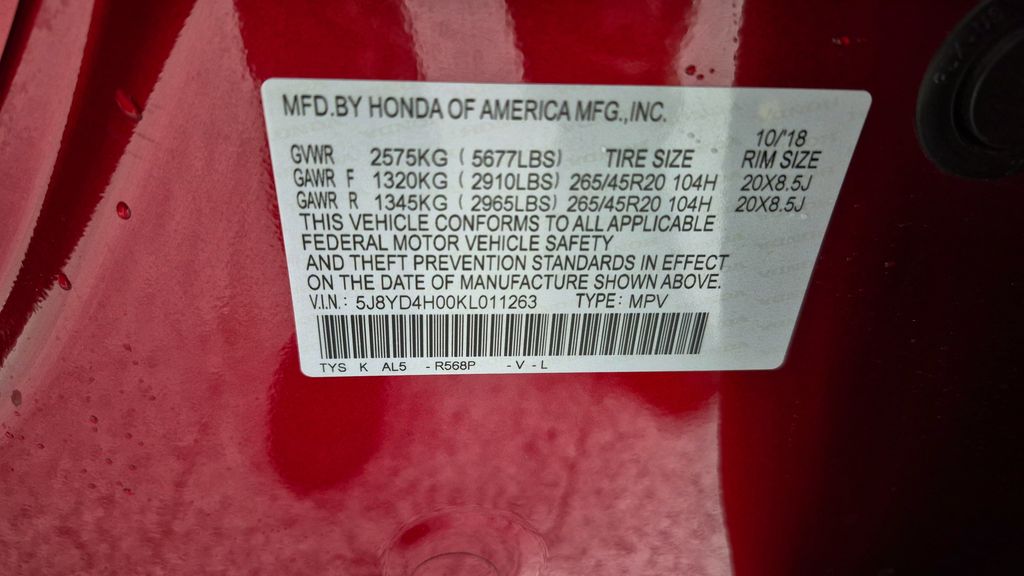 MFD.BY HONDA OF AMERICA MFG.,INC.
10/'18
GVWR 2575KG ( 5677LBS) TIRE SIZE RIM SIZE
GAWR F 1320KG ( 2910LBS) 265/45R20 104H 20X8.5J
GAWR R 1345KG ( 2965LBS) 265/45R20 104H 20X8.5J
THIS VEHICLE CONFORMS TO ALL APPLICABLE
FEDERAL MOTOR VEHICLE SAFETY
AND THEFT PREVENTION STANDARDS IN EFFECT
ON THE DATE OF MANUFACTURE SHOWN ABOVE.
V.I.N: 5J8YD4H00KL011263 TYPE: MPV
TYS K AL5 -R568P -V -L